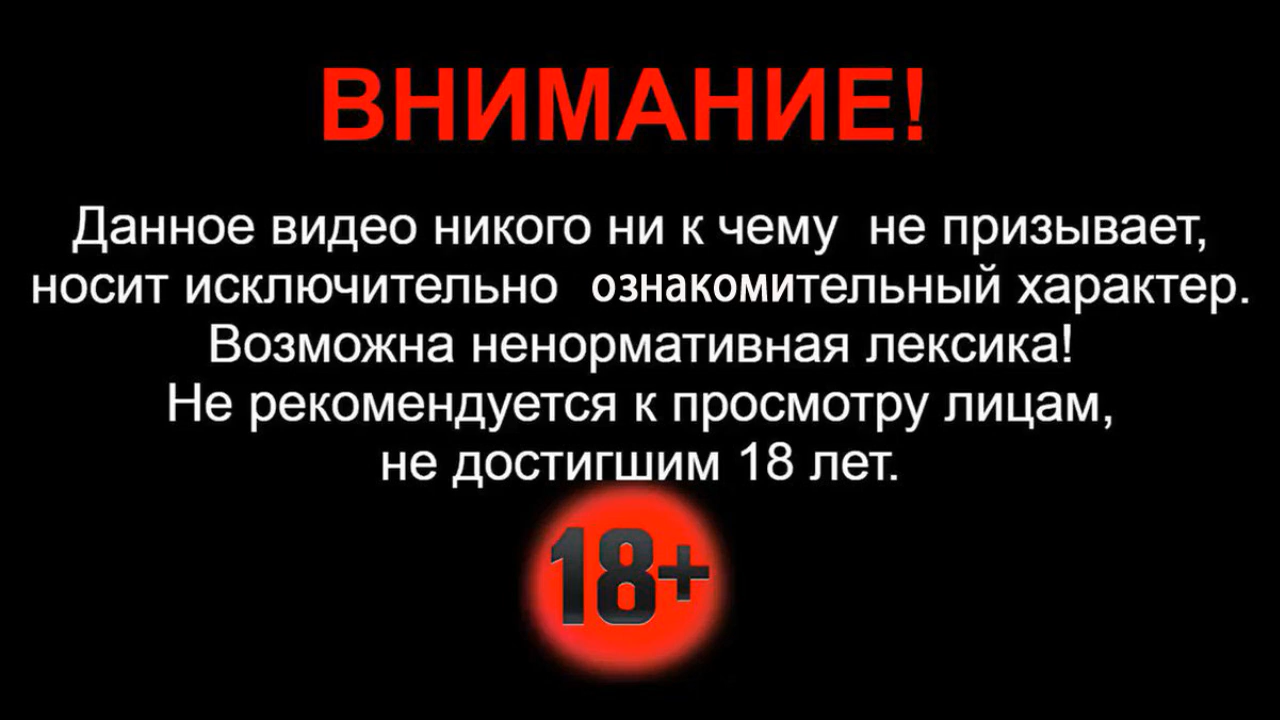 ВНИМАНИЕ!
Данное видео никого ни к чему не призывает,
носит исключительно ознакомительный характер.
Возможна ненормативная лексика!
Не рекомендуется к просмотру лицам,
не достигшим 18 лет.
18+